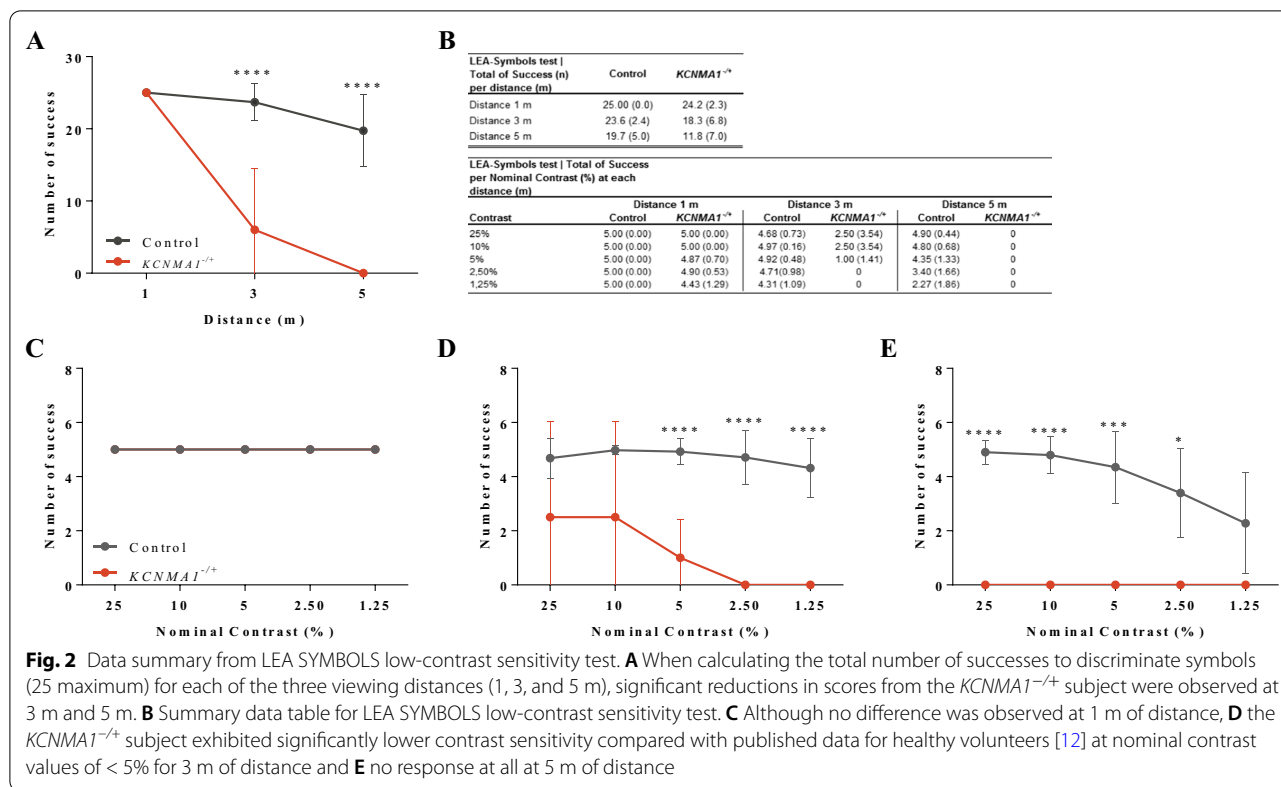 A
30
20
10
0
Number of success
**** ****
Control
KCNMA1-/+
1 3 5
Distance (m)
B
LEA-Symbols test |
Total of Success (n) Control KCNMA1-/+
per distance (m)
Distance 1 m 25.00 (0.0) 24.2 (2.3)
Distance 3 m 23.6 (2.4) 18.3 (6.8)
Distance 5 m 19.7 (5.0) 11.8 (7.0)
LEA-Symbols test | Total of Success
per Nominal Contrast (%) at each
distance (m)
Distance 1 m Distance 3 m Distance 5 m
Contrast Control KCNMA1-/+ Control KCNMA1-/+ Control KCNMA1-/+
25% 5.00 (0.00) 5.00 (0.00) 4.68 (0.73) 2.50 (3.54) 4.90 (0.44) 0
10% 5.00 (0.00) 5.00 (0.00) 4.97 (0.16) 2.50 (3.54) 4.80 (0.68) 0
5% 5.00 (0.00) 4.87 (0.70) 4.92 (0.48) 1.00 (1.41) 4.35 (1.33) 0
2,50% 5.00 (0.00) 4.90 (0.53) 4.71(0.98) 0 3.40 (1.66) 0
1,25% 5.00 (0.00) 4.43 (1.29) 4.31 (1.09) 0 2.27 (1.86) 0
C
8
6
4
2
0
Number of success
Control
KCNMA1-/+
25 10 5 2.50 1.25
Nominal Contrast (%)
D
8
6
4
2
0
Number of success
**** **** ****
25 10 5 2.50 1.25
Nominal Contrast (%)
E
8
6
4
2
0
Number of success
**** **** *** *
25 10 5 2.50 1.25
Nominal Contrast (%)
Fig. 2 Data summary from LEA SYMBOLS low-contrast sensitivity test. A When calculating the total number of successes to discriminate symbols
(25 maximum) for each of the three viewing distances (1, 3, and 5 m), significant reductions in scores from the KCNMA1−/+ subject were observed at
3 m and 5 m. B Summary data table for LEA SYMBOLS low-contrast sensitivity test. C Although no difference was observed at 1 m of distance, D the
KCNMA1−/+ subject exhibited significantly lower contrast sensitivity compared with published data for healthy volunteers [12] at nominal contrast
values of < 5% for 3 m of distance and E no response at all at 5 m of distance